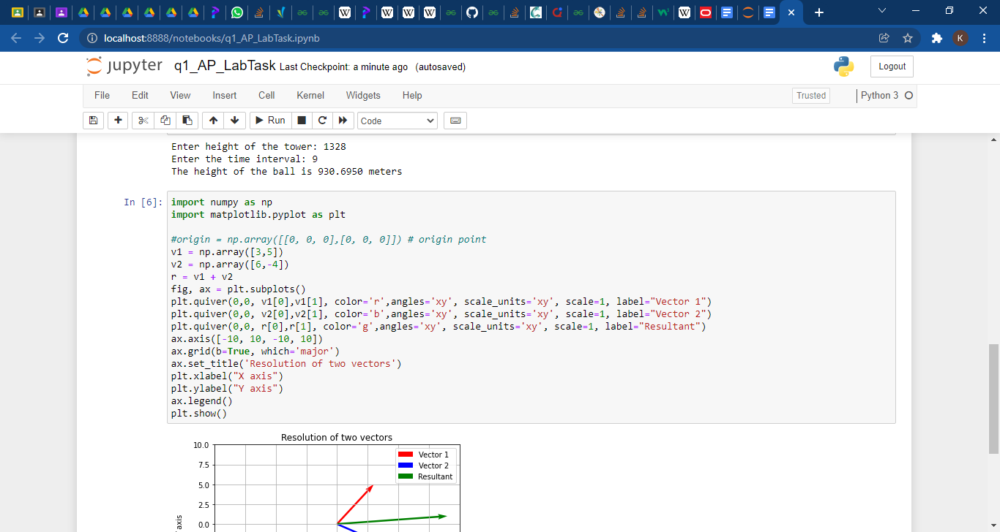 localhost:8888/notebooks/q1_AP_LabTask.ipynb
K
jupyter q1_AP_LabTask Last Checkpoint: a minute ago (autosaved)
Logout
File Edit View Insert Cell Kernel Widgets Help
Trusted Python 3
Run Code
Enter height of the tower: 1328
Enter the time interval: 9
The height of the ball is 930.6950 meters
In [6]:
import numpy as np
import matplotlib.pyplot as plt
#origin = np.array([[0, 0, 0],[0, 0, 0]]) # origin point
v1 = np.array([3,5])
v2 = np.array([6,-4])
r = v1 + v2
fig, ax = plt.subplots()
plt.quiver(0,0, v1[0],v1[1], color='r',angles='xy', scale_units='xy', scale=1, label="Vector 1")
plt.quiver(0,0, v2[0],v2[1], color='b',angles='xy', scale_units='xy', scale=1, label="Vector 2")
plt.quiver(0,0, r[0],r[1], color='g',angles='xy', scale_units='xy', scale=1, label="Resultant")
ax.axis([-10, 10, -10, 10])
ax.grid(b=True, which='major')
ax.set_title('Resolution of two vectors')
plt.xlabel("X axis")
plt.ylabel("Y axis")
ax.legend()
plt.show()
Resolution of two vectors
10.0
7.5
5.0
2.5
0.0
axis
Vector 1
Vector 2
Resultant